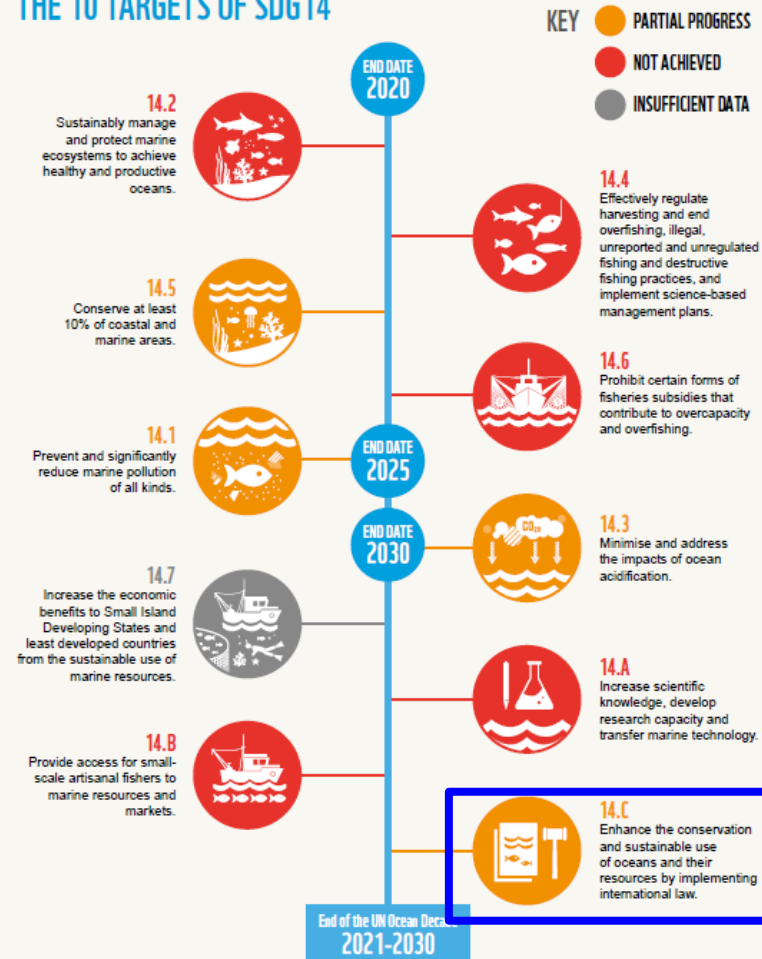 THE 10 TARGETS OF SDG14
KEY
PARTIAL PROGRESS
NOT ACHIEVED
INSUFFICIENT DATA
END DATE
2020
14.2
Sustainably manage
and protect marine
ecosystems to achieve
healthy and productive
oceans.
14.4
Effectively regulate
harvesting and end
overfishing, illegal,
unreported and unregulated
fishing and destructive
fishing practices, and
implement science-based
management plans.
14.5
Conserve at least
10% of coastal and
marine areas.
14.6
Prohibit certain forms of
fisheries subsidies that
contribute to overcapacity
and overfishing.
14.1
Prevent and significantly
reduce marine pollution
of all kinds.
END DATE
2025
END DATE
2030
14.3
Minimise and address
the impacts of ocean
acidification.
14.7
Increase the economic
benefits to Small Island
Developing States and
least developed countries
from the sustainable use of
marine resources.
14.A
Increase scientific
knowledge, develop
research capacity and
transfer marine technology.
14.B
Provide access for small-
scale artisanal fishers to
marine resources and
markets.
14.C
Enhance the conservation
and sustainable use
of oceans and their
resources by implementing
international law.
End of the UN Ocean
2021-2030